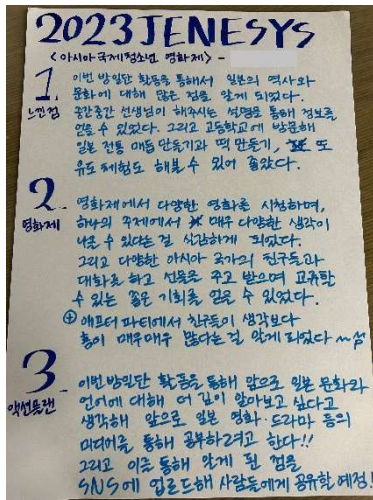 2023 JENESYS
<아시아 국제 청소년 영화제> -
1
느낀점
이번 방일단 활동을 통해서 일본의 역사와
문화에 대해 많은 점을 알게 되었다.
중간중간 선생님이 해주시는 설명을 통해 정보를
얻을 수 있었다. 그리고 고등학교에 방문해
일본 전통 매듭 만들기과 떡 만들기, 또
유도 체험도 해볼 수 있어 좋았다.
2
영화제
영화제에서 다양한 영화를 시청하며,
하나의 주제에서 매우 다양한 생각이
나올 수 있다는 걸 실감하게 되었다.
그리고 다양한 아시아 국가의 친구들과
대화를 하고 선물을 주고 받으며 교류할
수 있는 좋은 기회를 얻을 수 있었다.
⊕ 애프터 파티에서 친구들이 생각보다
흥이 매우매우 많다는 걸 알게 되었다 ~
3
액션플랜
이번 방일단 활동을 통해 앞으로 일본 문화와
언어에 대해 더 깊이 알아보고 싶다고
생각해 앞으로 일본 영화·드라마 등의
미디어를 통해 공부하려고 한다!!
그리고 이를 통해 알게 된 점을
SNS에 업로드해 사람들에게 공유할 예정!